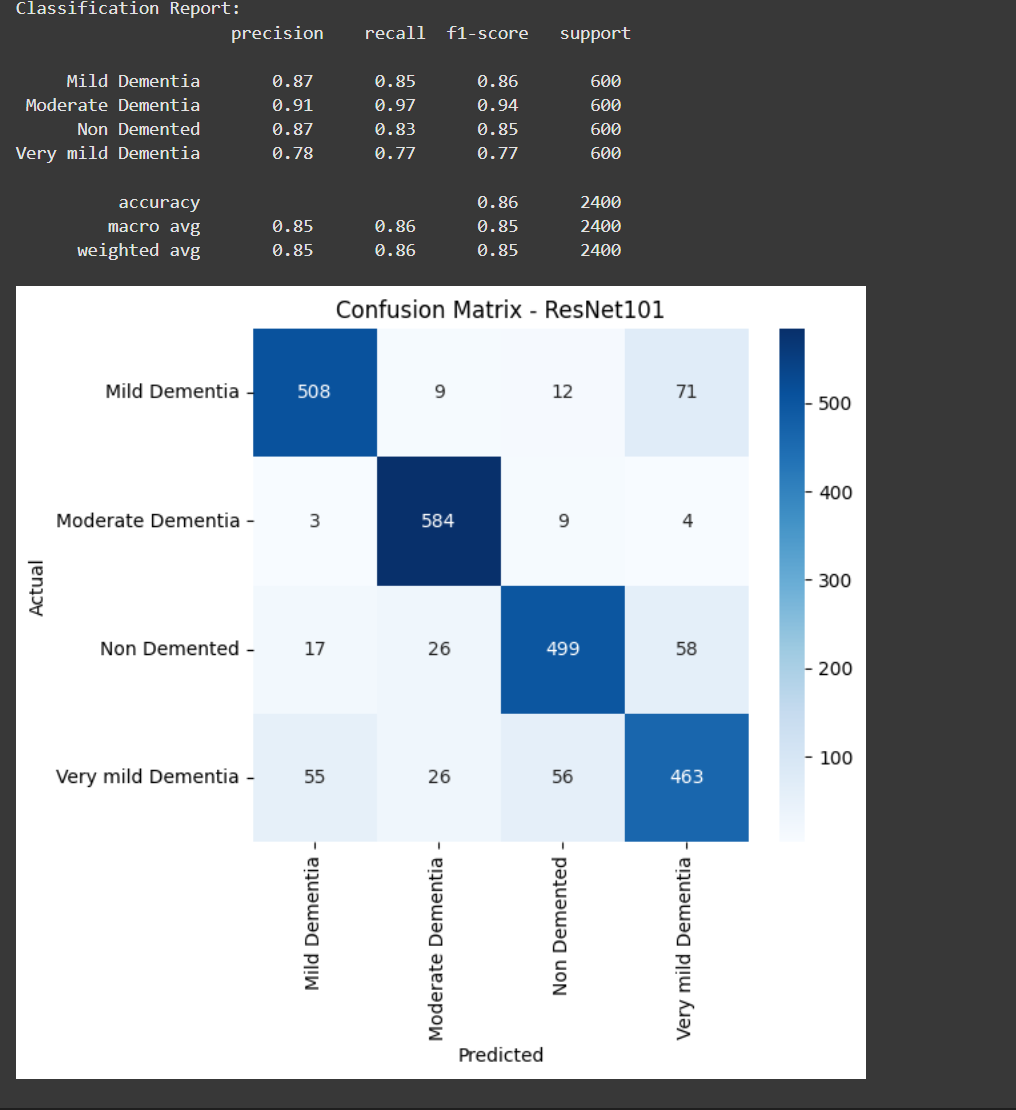 Classification Report:
precision recall f1-score support
Mild Dementia 0.87 0.85 0.86 600
Moderate Dementia 0.91 0.97 0.94 600
Non Demented 0.87 0.83 0.85 600
Very mild Dementia 0.78 0.77 0.77 600
accuracy 0.86 2400
macro avg 0.85 0.86 0.85 2400
weighted avg 0.85 0.86 0.85 2400
Confusion Matrix - ResNet101
Mild Dementia 508 9 12 71
Moderate Dementia 3 584 9 4
Non Demented 17 26 499 58
Very mild Dementia 55 26 56 463
Actual
Mild Dementia
Moderate Dementia
Non Demented
Very mild Dementia
Predicted
500
400
300
200
100